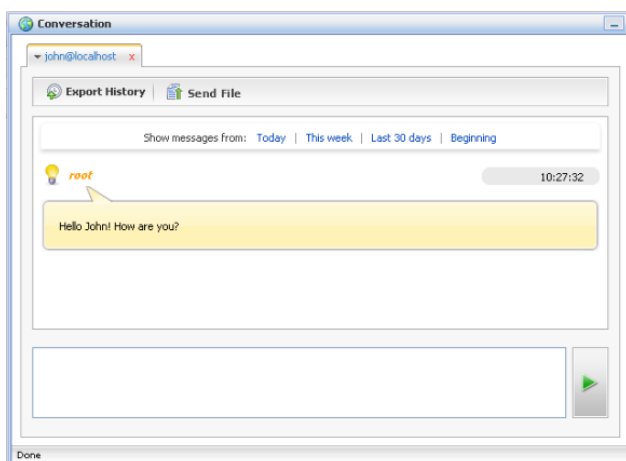 Conversation
john@localhost x
Export History | Send File
Show messages from: Today | This week | Last 30 days | Beginning
root 10:27:32
Hello John! How are you?
Done